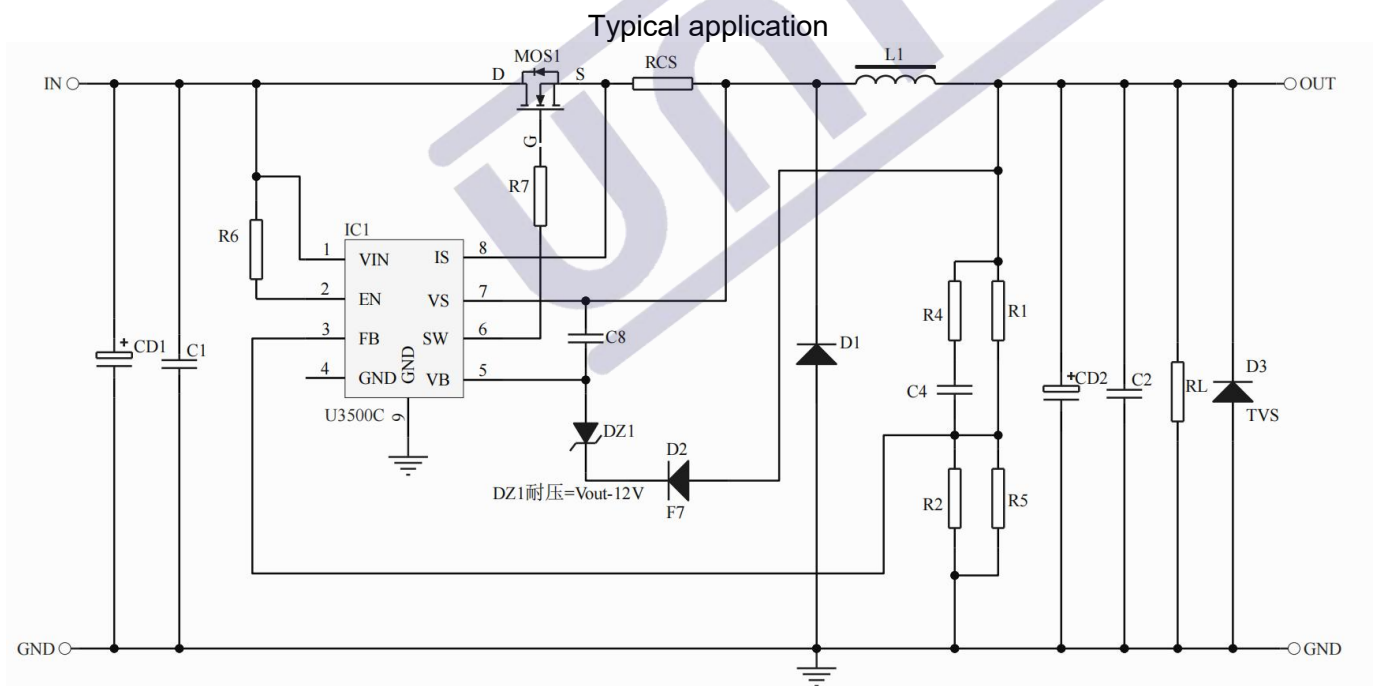 Typical application
MOS1
D
S
G
RCS
L1
IN
OUT
R7
R6
IC1
1
VIN
IS
8
2
EN
VS
7
3
FB
SW
6
4
GND
GND
VB
5
U3500C
9
C8
D1
R4
R1
C4
+
CD1
C1
+
CD2
C2
RL
D3
TVS
DZ1
D2
F7
DZ1耐压=Vout-12V
R2
R5
GND
GND
uni